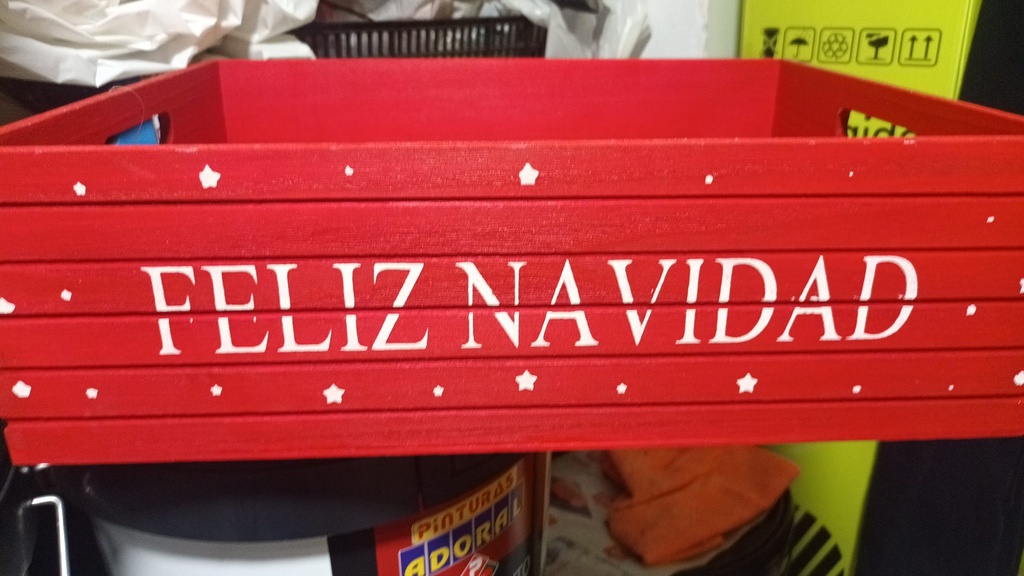 FELIZ NAVIDAD
PINTURAS
ADORAL